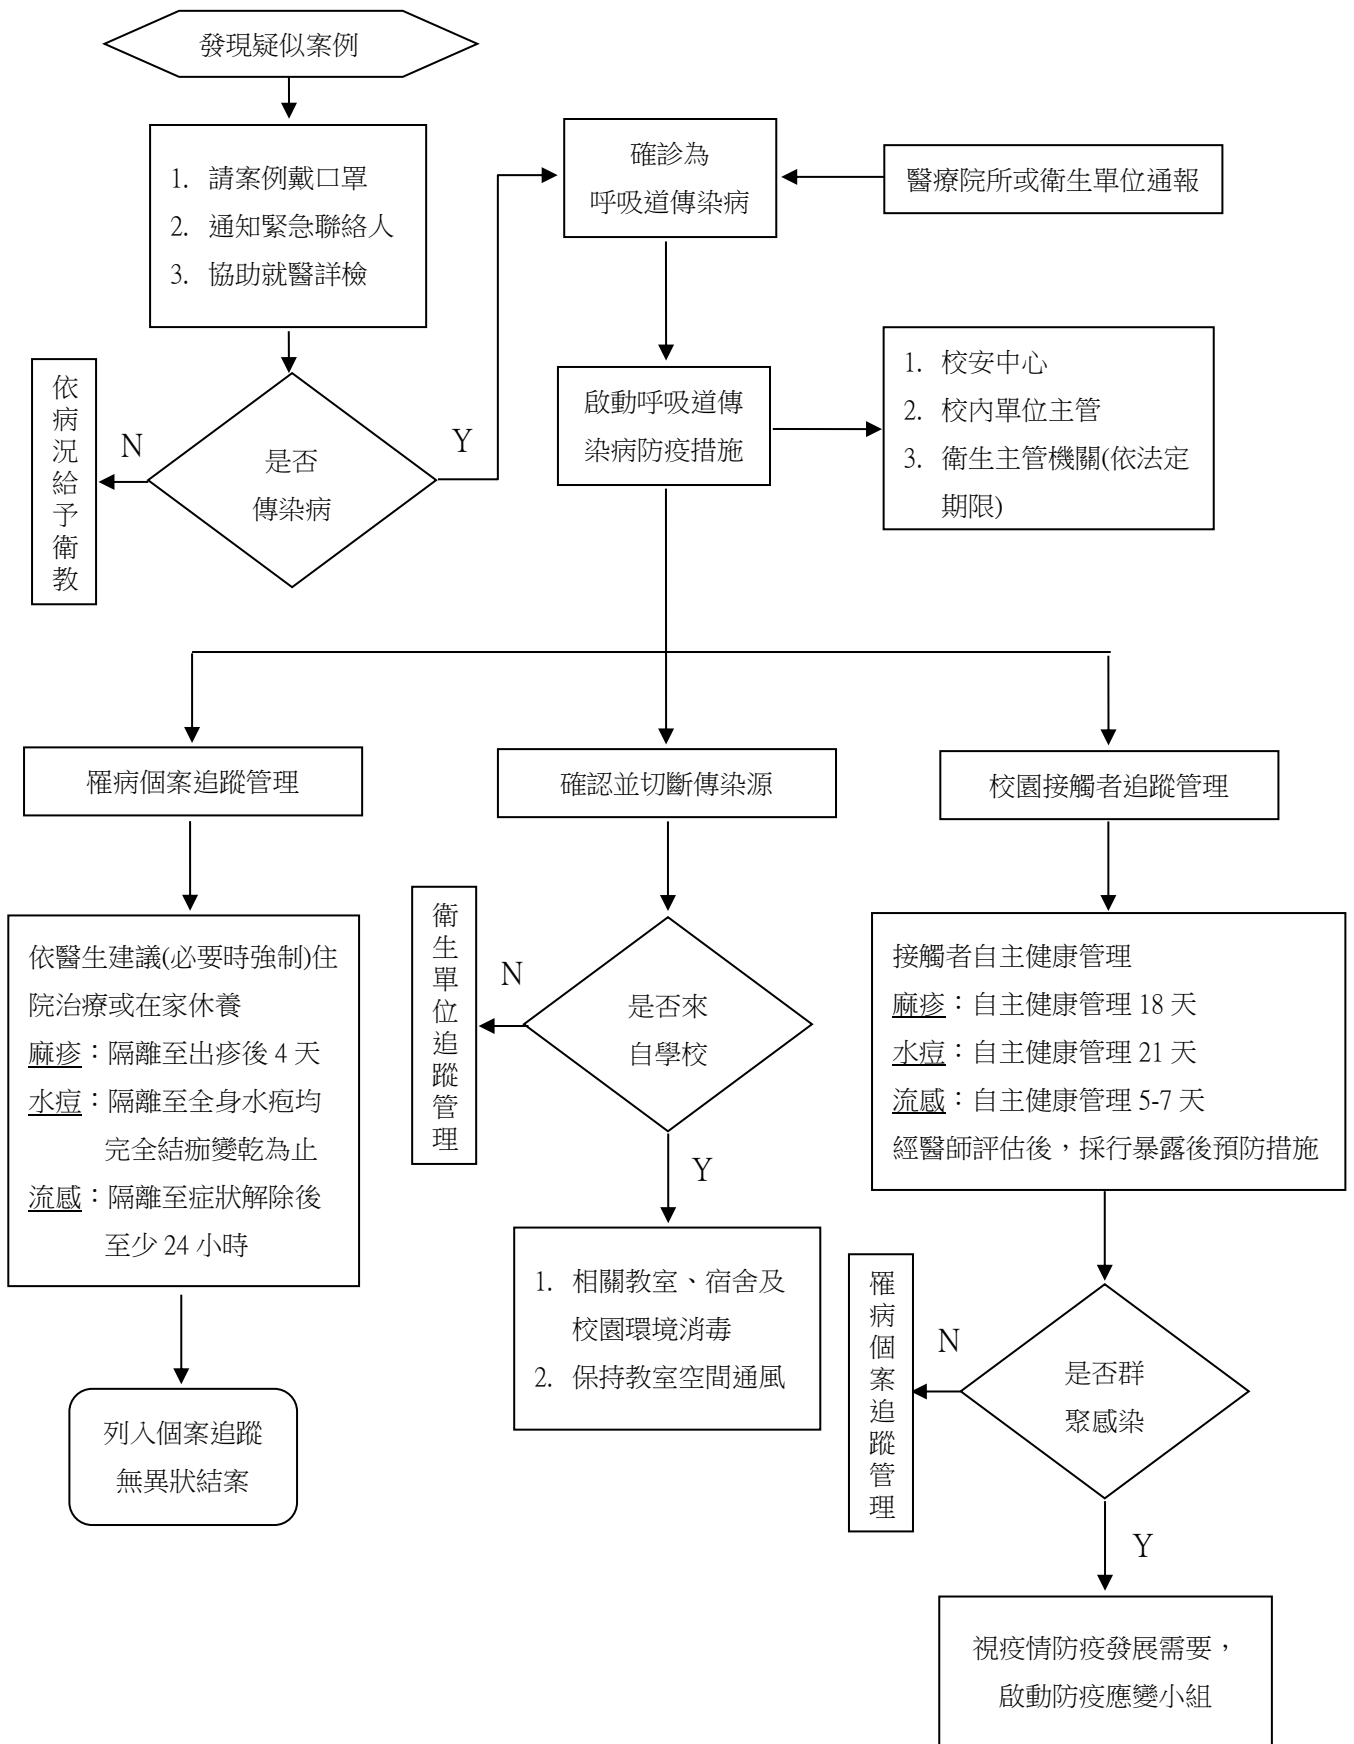 發現疑似案例
1. 請案例戴口罩
2. 通知緊急聯絡人
3. 協助就醫詳檢
是否
傳染病
N
Y
依病況給予衛教
確診為
呼吸道傳染病
醫療院所或衛生單位通報
啟動呼吸道傳
染病防疫措施
1. 校安中心
2. 校內單位主管
3. 衛生主管機關(依法定
期限)
罹病個案追蹤管理
確認並切斷傳染源
校園接觸者追蹤管理
依醫生建議(必要時強制)住
院治療或在家休養
麻疹：隔離至出疹後 4 天
水痘：隔離至全身水疱均
完全結痂變乾為止
流感：隔離至症狀解除後
至少 24 小時
列入個案追蹤
無異狀結案
是否來
自學校
N
Y
衛生單位追蹤管理
1. 相關教室、宿舍及
校園環境消毒
2. 保持教室空間通風
接觸者自主健康管理
麻疹：自主健康管理 18 天
水痘：自主健康管理 21 天
流感：自主健康管理 5-7 天
經醫師評估後，採行暴露後預防措施
是否群
聚感染
N
Y
罹病個案追蹤管理
視疫情防疫發展需要，
啟動防疫應變小組